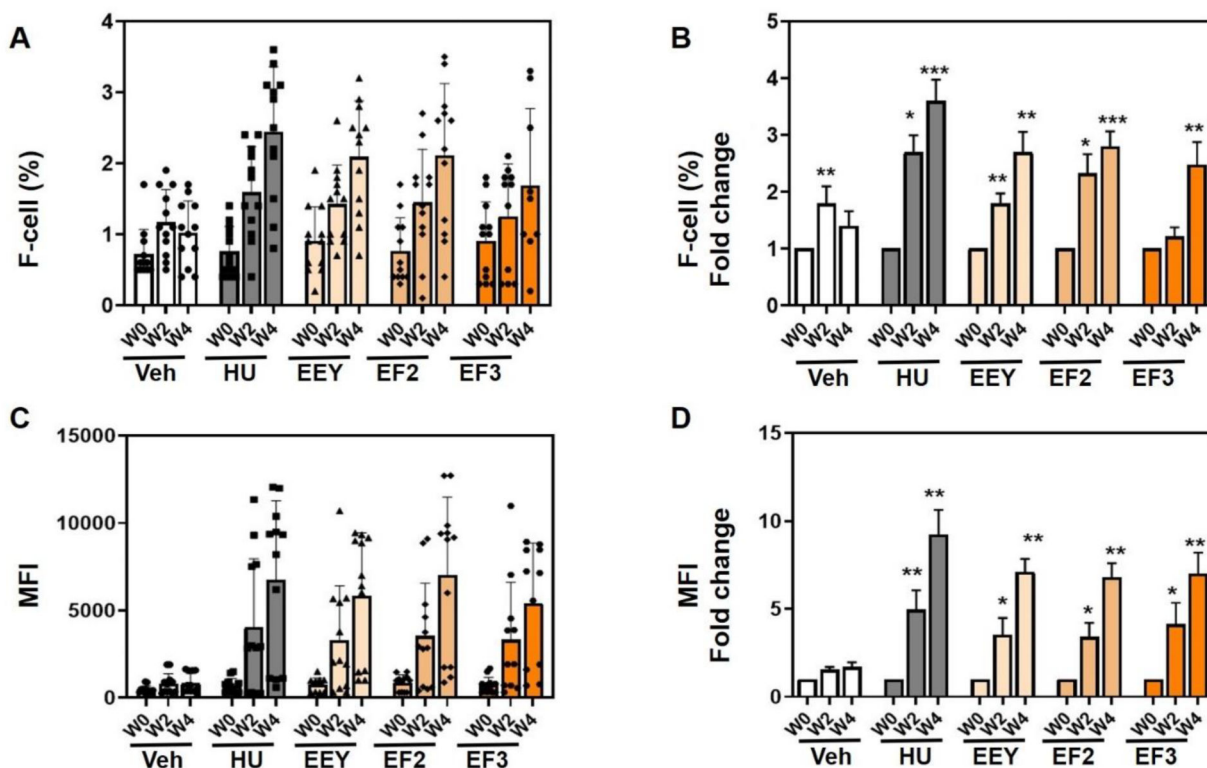 A
F-cell (%)
4
3
2
1
0
W0 W2 W4 W0 W2 W4 W0 W2 W4 W0 W2 W4 W0 W2 W4
Veh HU EEY EF2 EF3
B
F-cell (%)
Fold change
5
4
3
2
1
0
** * *** ** ** * *** **
W0 W2 W4 W0 W2 W4 W0 W2 W4 W0 W2 W4 W0 W2 W4
Veh HU EEY EF2 EF3
C
MFI
15000
10000
5000
0
W0 W2 W4 W0 W2 W4 W0 W2 W4 W0 W2 W4 W0 W2 W4
Veh HU EEY EF2 EF3
D
MFI
Fold change
15
10
5
0
** ** * ** * ** * **
W0 W2 W4 W0 W2 W4 W0 W2 W4 W0 W2 W4 W0 W2 W4
Veh HU EEY EF2 EF3